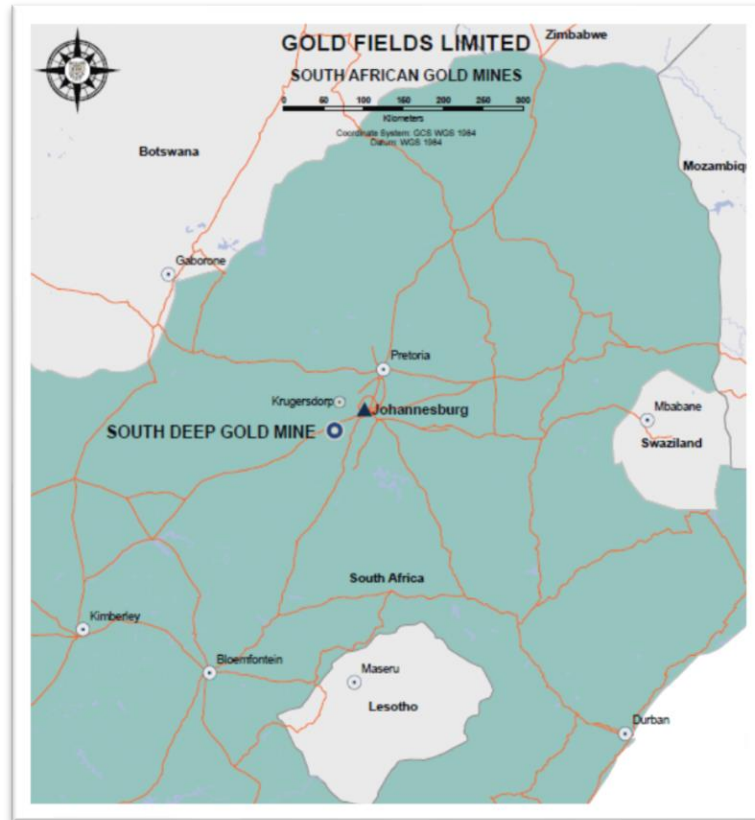 Zimbabwe
GOLD FIELDS LIMITED
SOUTH AFRICAN GOLD MINES
0 50 100 150 200 250 300
Kilometers
Coordinate System: GCS WGS 1984
Datum: WGS 1984
Botswana
Mozambiqu
Gaborone
Pretoria
Krugersdorp
Johannesburg
Mbabane
SOUTH DEEP GOLD MINE
Swaziland
South Africa
Kimberley
Bloemfontein
Maseru
Lesotho
Durban